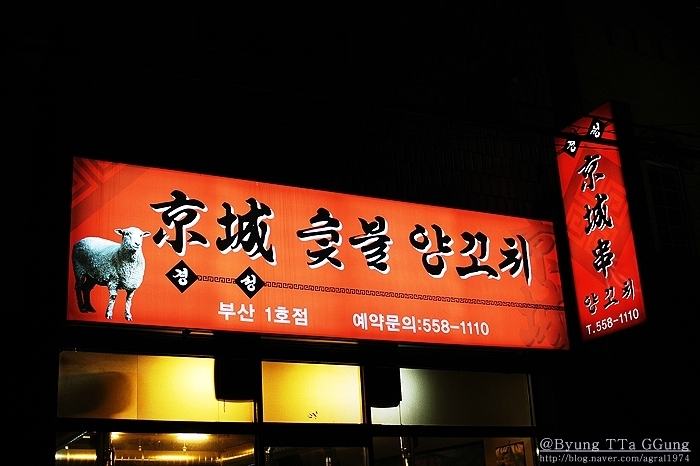 京城 숯불 양꼬치
경성
부산 1호점 예약문의:558-1110
경성
京城串
양꼬치
T.558-1110
@Byung TTa GGung
http://blog.naver.com/agral1974